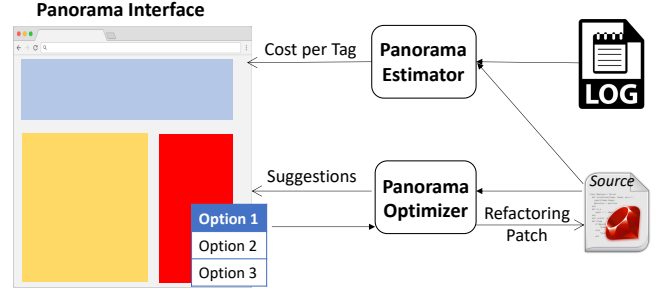 Panorama Interface
Cost per Tag
Panorama
Estimator
LOG
Suggestions
Panorama
Optimizer
Source
Refactoring
Patch
Option 1
Option 2
Option 3